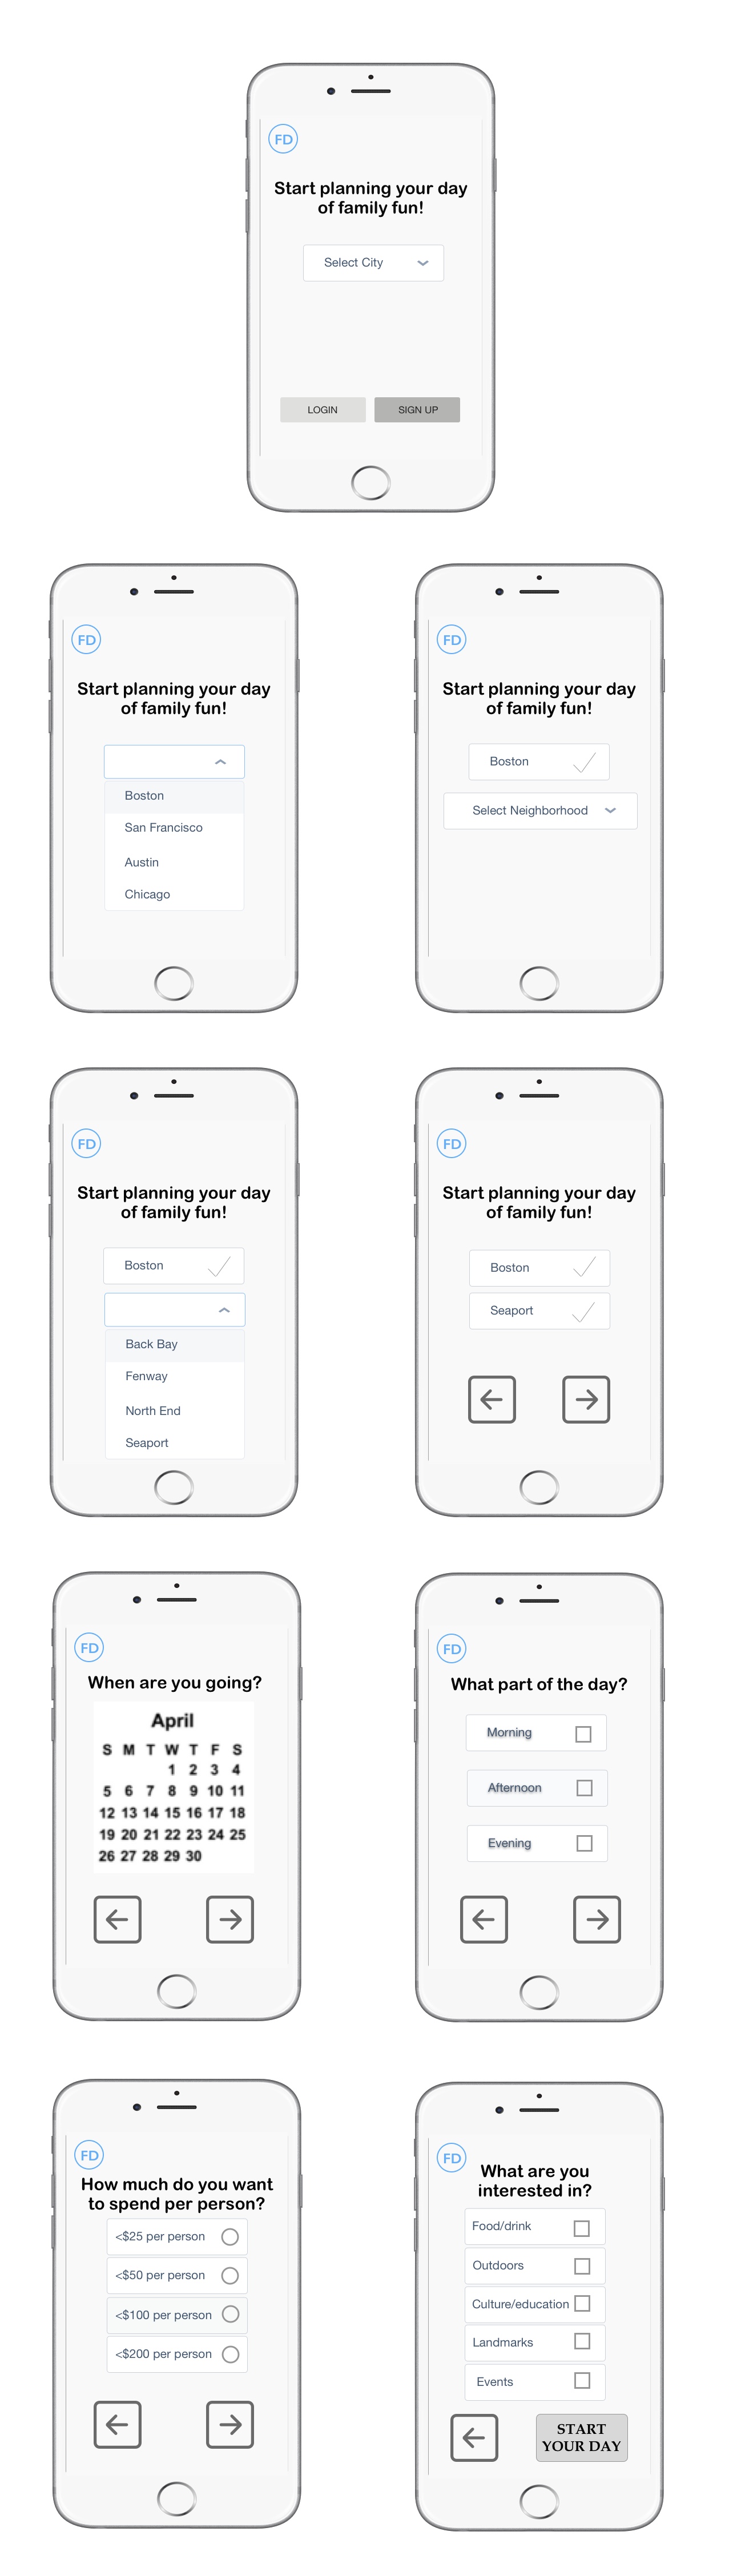 FD
Start planning your day
of family fun!
Select City
LOGIN
SIGN UP
FD
Start planning your day
of family fun!
Boston
San Francisco
Austin
Chicago
FD
Start planning your day
of family fun!
Boston
Select Neighborhood
FD
Start planning your day
of family fun!
Boston
Back Bay
Fenway
North End
Seaport
FD
Start planning your day
of family fun!
Boston
Seaport
FD
When are you going?
April
S M T W T F S
1 2 3 4
5 6 7 8 9 10 11
12 13 14 15 16 17 18
19 20 21 22 23 24 25
26 27 28 29 30
FD
What part of the day?
Morning
Afternoon
Evening
FD
How much do you want
to spend per person?
<$25 per person
<$50 per person
<$100 per person
<$200 per person
FD
What are you
interested in?
Food/drink
Outdoors
Culture/education
Landmarks
Events
START
YOUR DAY